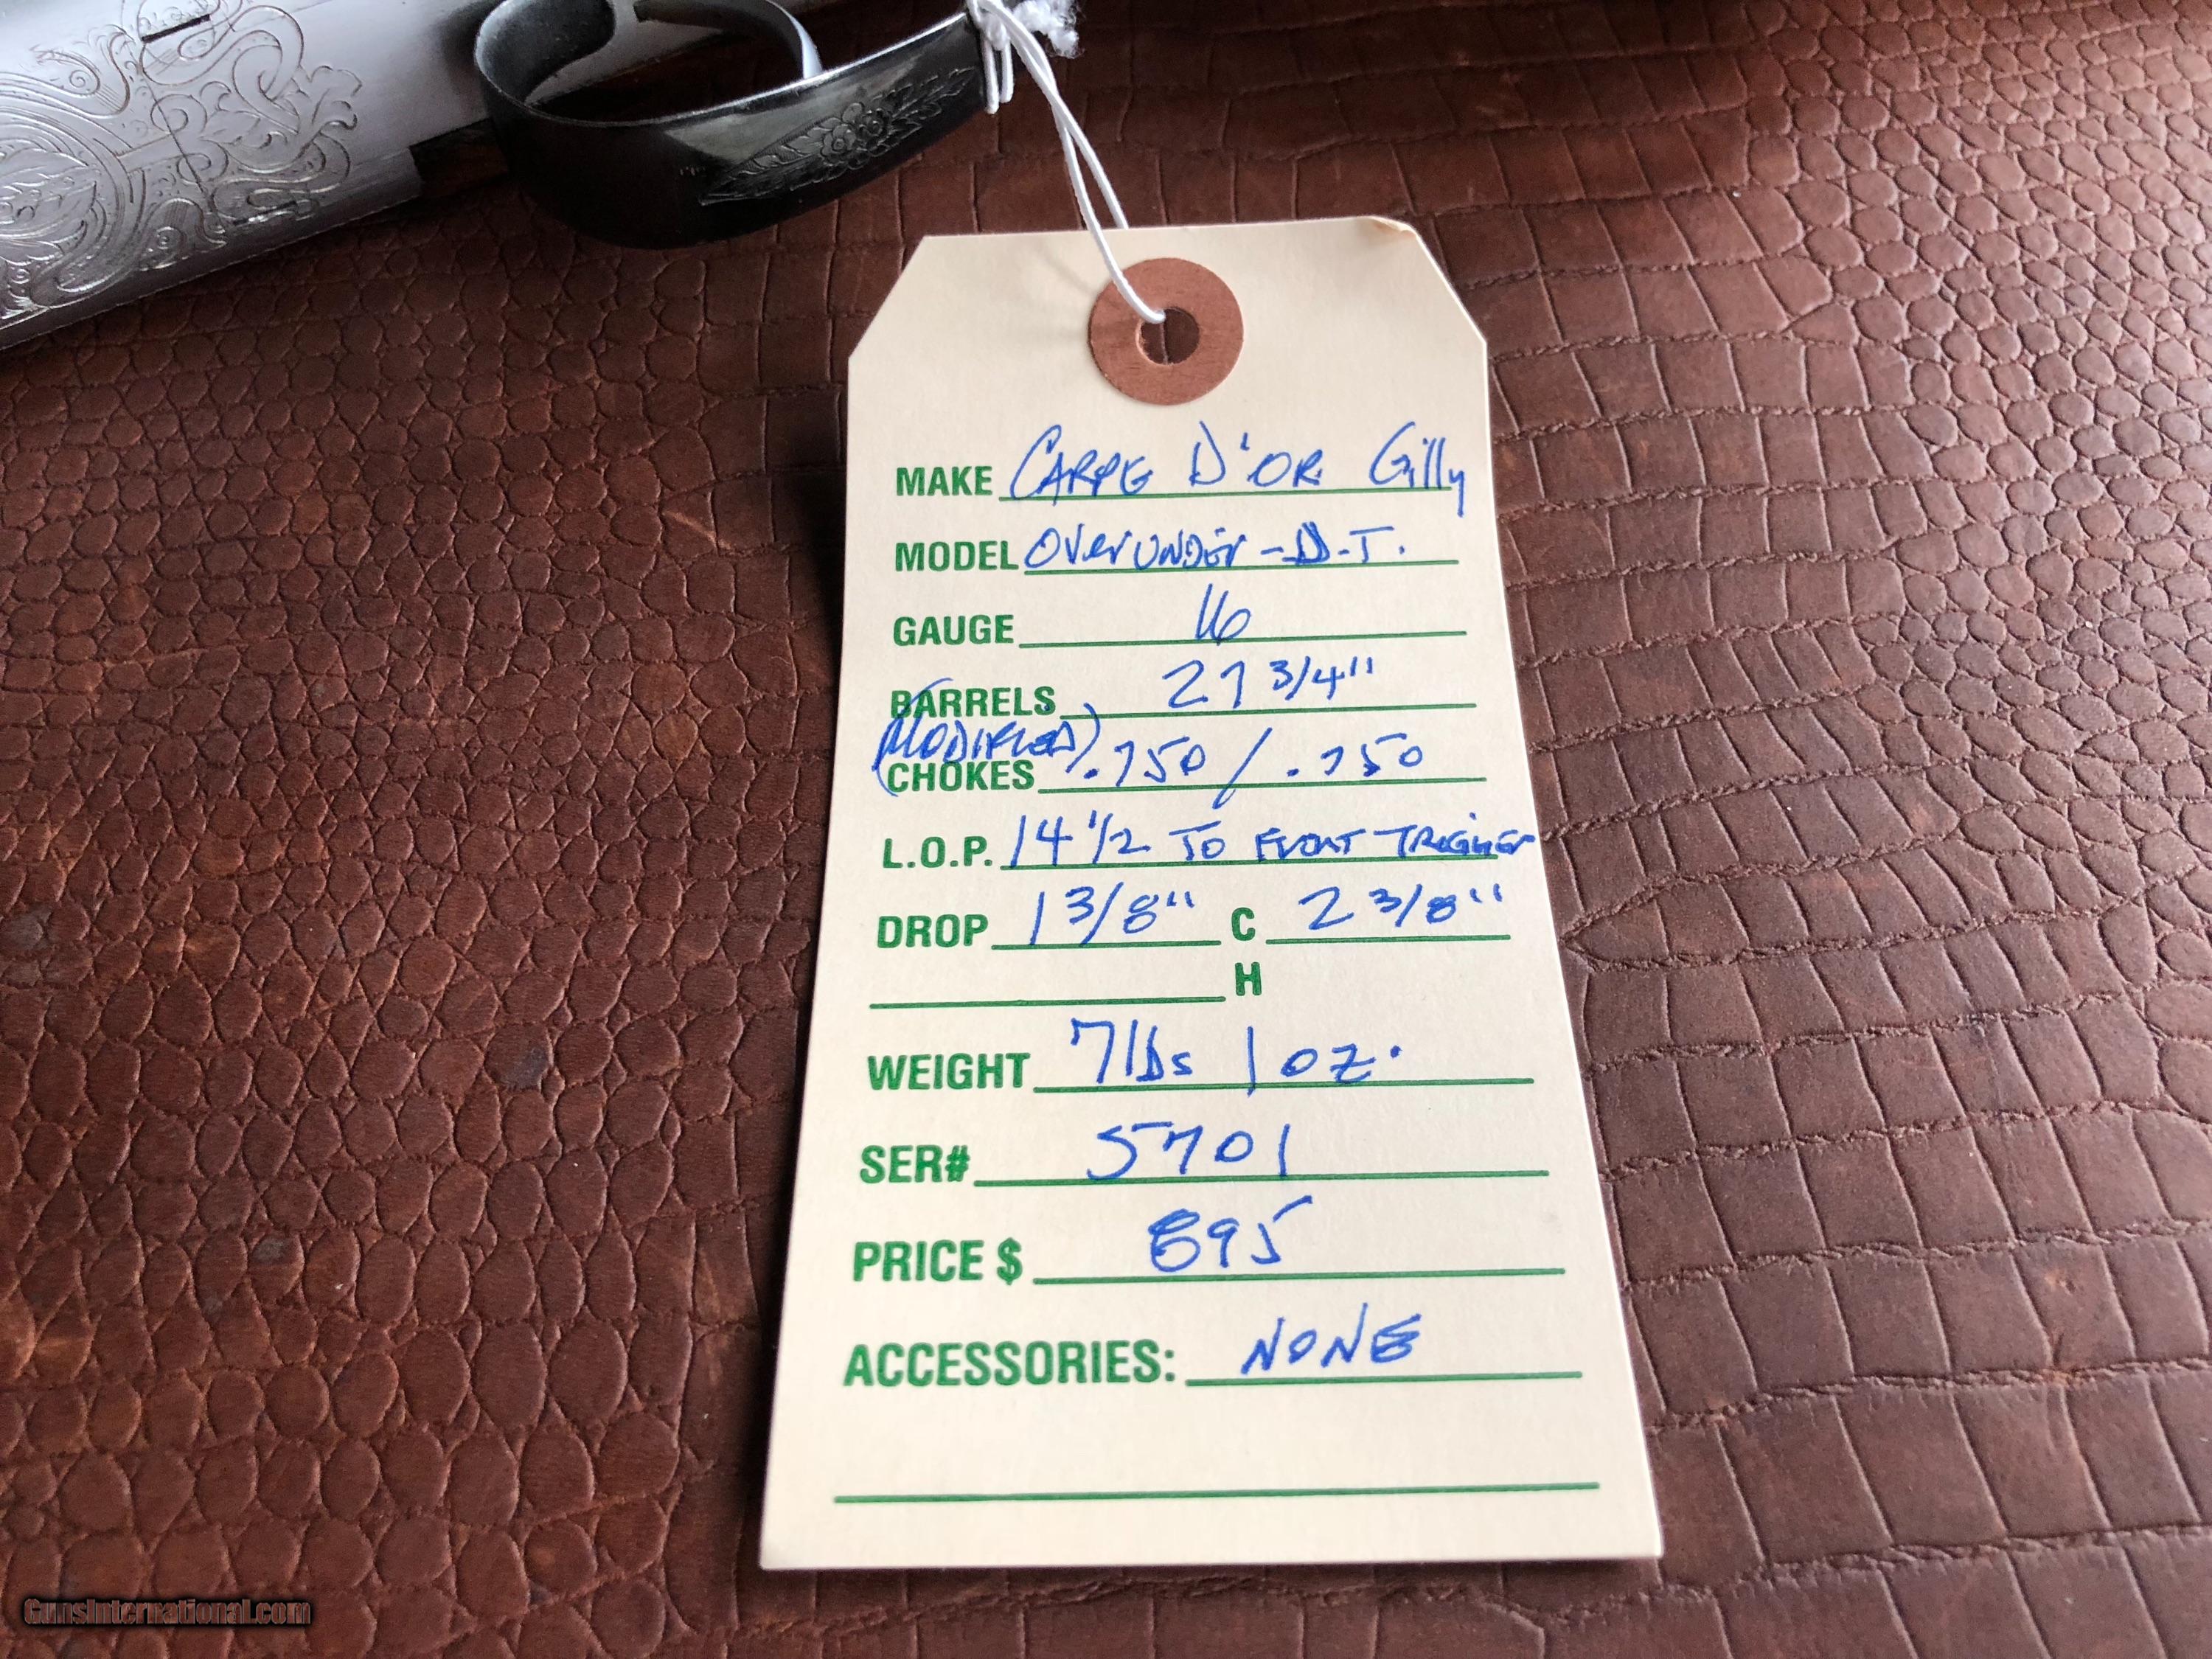 MAKE CARPE D'OR Gilly
MODEL OVER UNDER - D.T.
GAUGE 16
BARRELS 27 3/4"
(MODIFIED)
CHOKES .750 / .750
L.O.P. 14 1/2 TO FRONT TRIGGER
DROP 1 3/8" C 2 3/8"
H
WEIGHT 7lbs 1 oz.
SER# 5701
PRICE $ 895
ACCESSORIES: NONE
GunsInternational.com